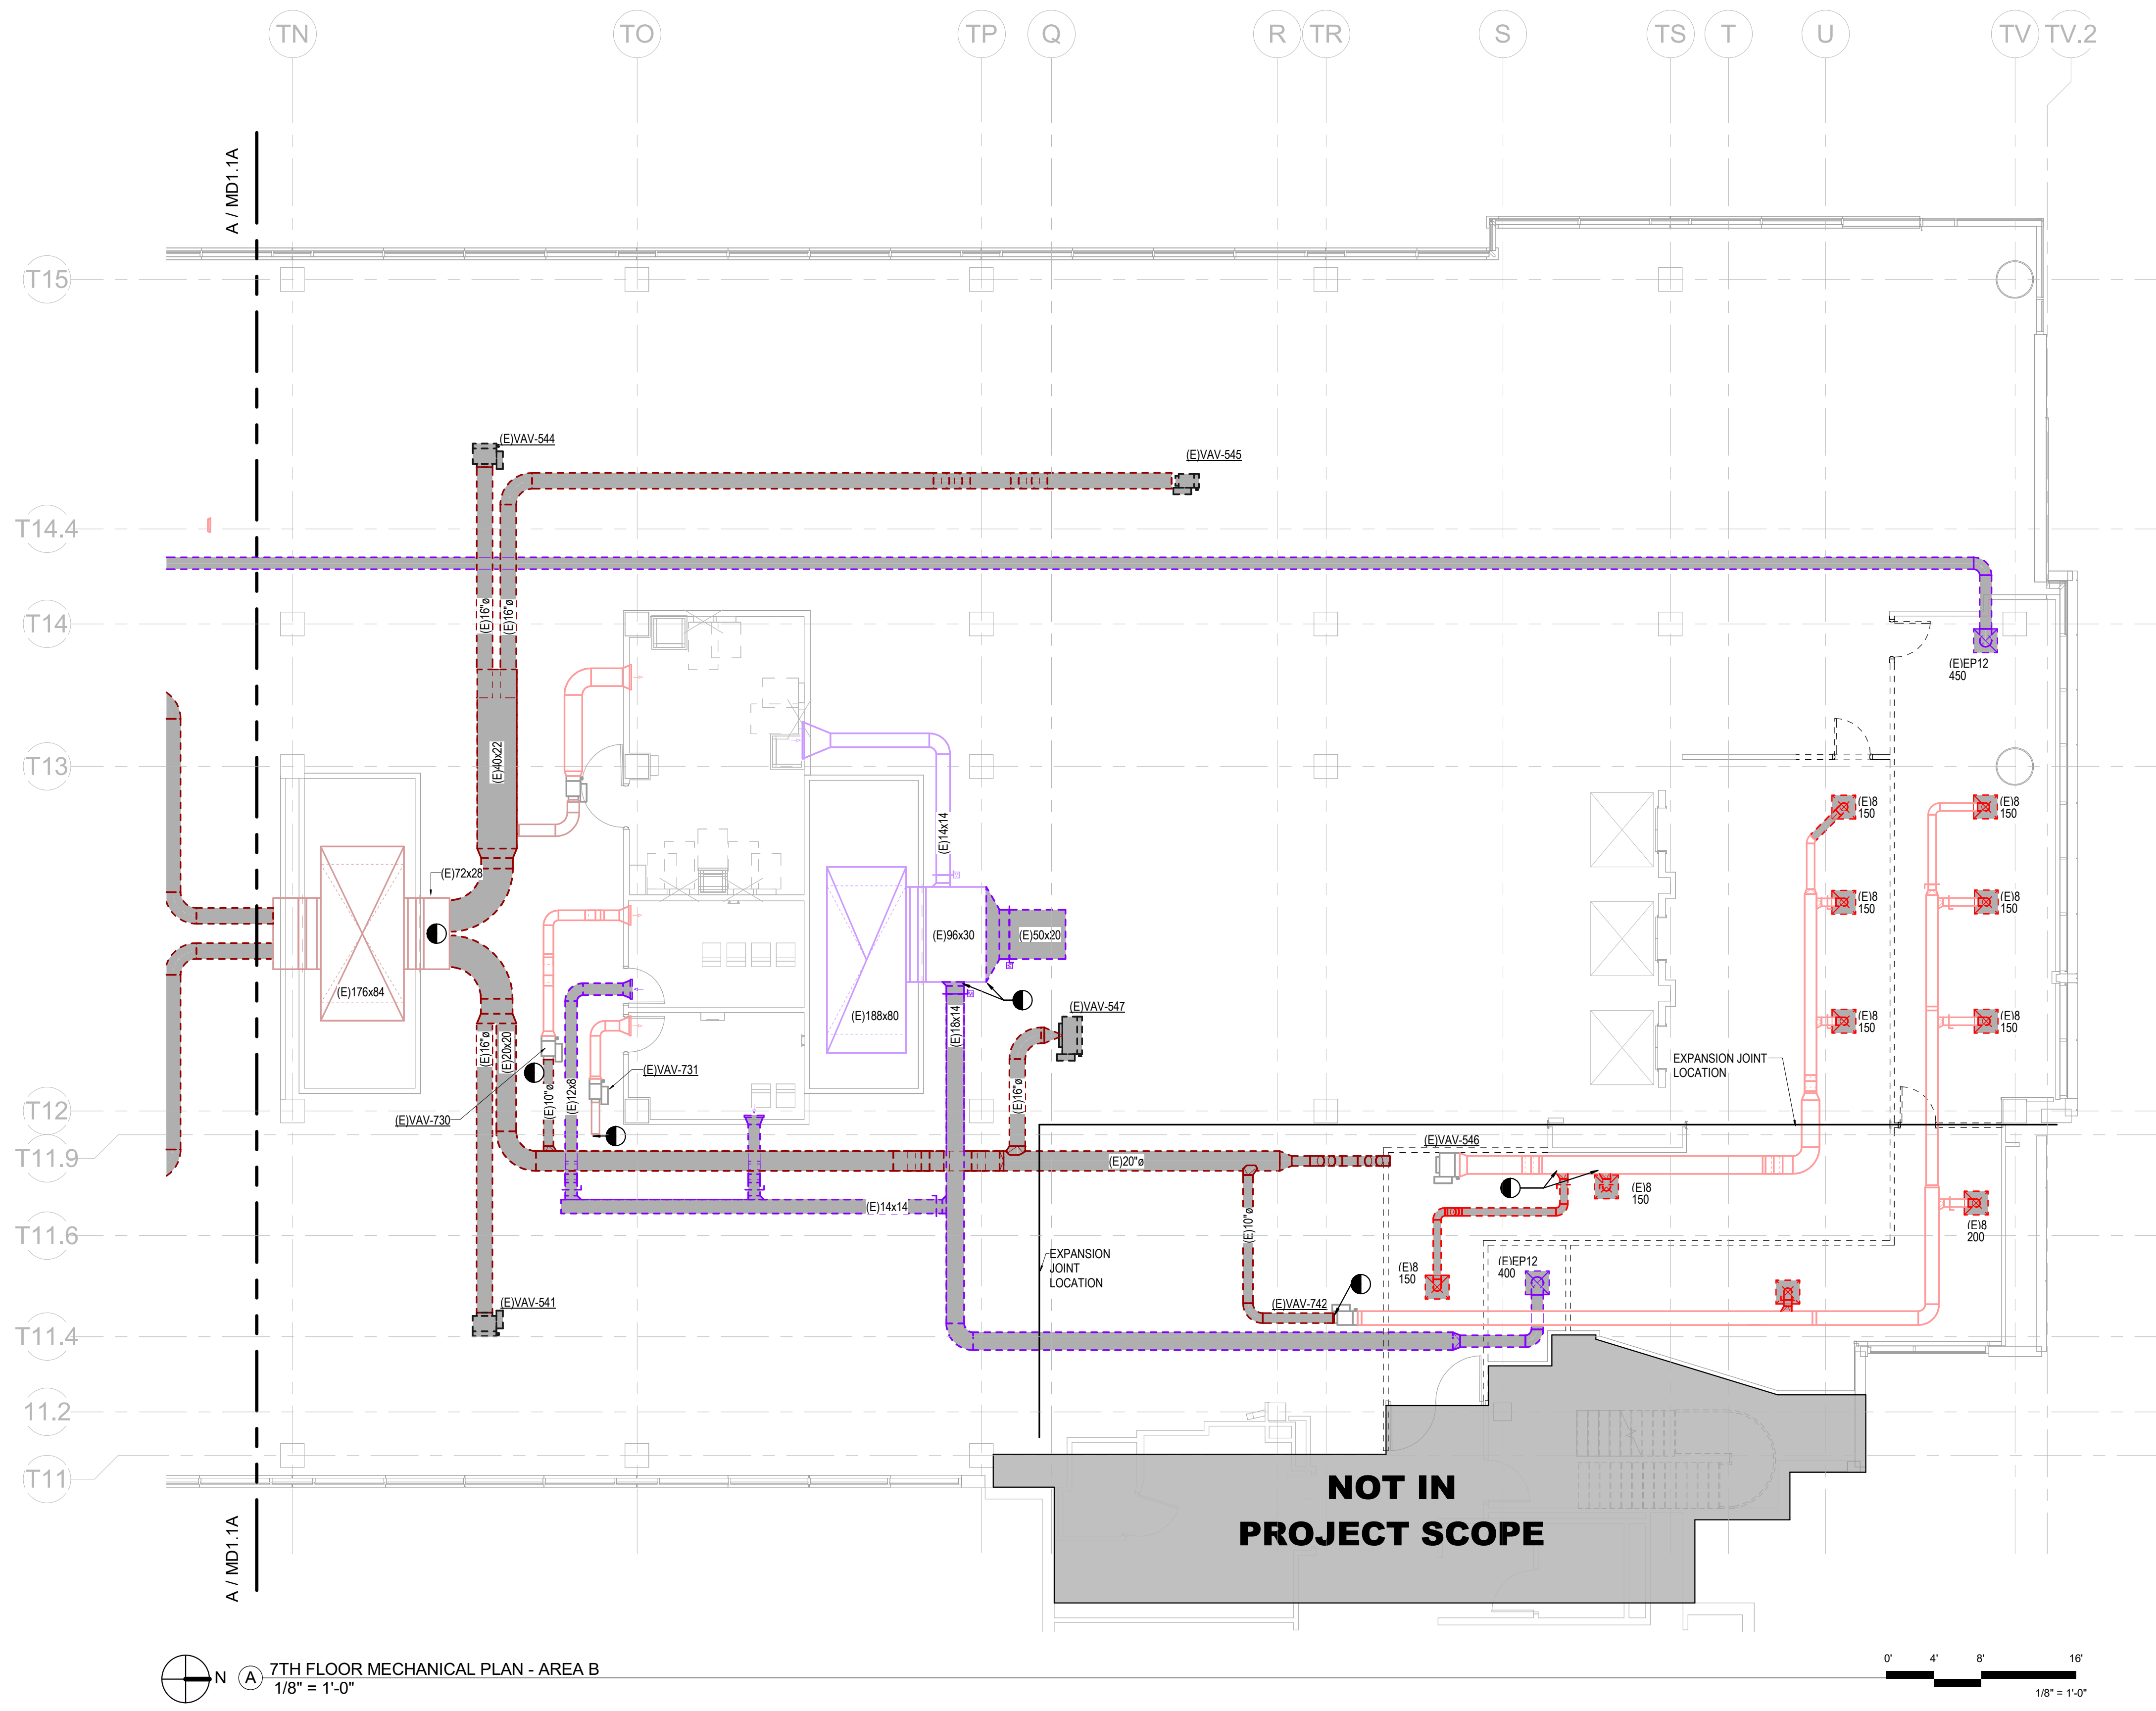 TN
TO
TP
Q
R
TR
S
TS
T
U
TV
TV.2
A / MD1.1A
T15
(E)VAV-544
(E)VAV-545
T14.4
(E)16"ø
(E)16"ø
T14
(E)EP12
450
(E)40x22
T13
(E)14x14
(E)8
150
(E)8
150
(E)72x28
(E)8
150
(E)8
150
(E)96x30
(E)50x20
(E)176x84
(E)188x80
(E)18x14
(E)VAV-547
(E)8
150
(E)8
150
(E)16"ø
(E)20x20
EXPANSION JOINT
LOCATION
(E)VAV-731
(E)10"ø
(E)12x8
(E)16"ø
T12
(E)VAV-730
T11.9
(E)VAV-546
(E)20"ø
(E)8
150
(E)14x14
(E)10"ø
T11.6
(E)8
200
EXPANSION
JOINT
LOCATION
(E)8
150
(E)EP12
400
(E)VAV-541
(E)VAV-742
T11.4
11.2
T11
NOT IN
PROJECT SCOPE
A / MD1.1A
N
A
7TH FLOOR MECHANICAL PLAN - AREA B
1/8" = 1'-0"
0'
4'
8'
16'
1/8" = 1'-0"